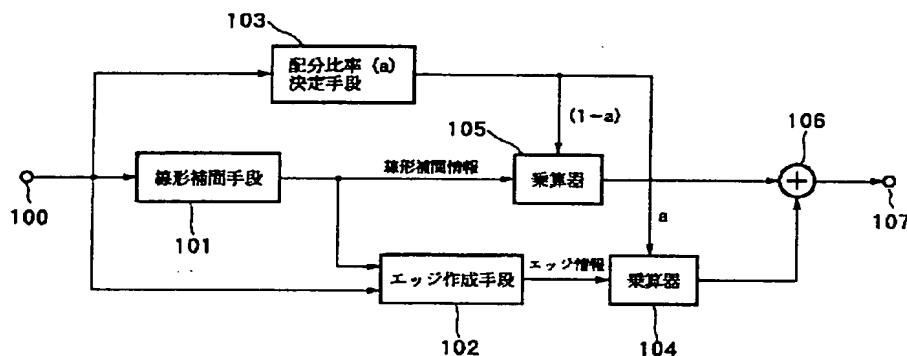 103
配分比率 (a)
決定手段
(1-a)
105
106
100
線形補間手段
線形補間情報
乗算器
+
107
101
a
エッジ作成手段
エッジ情報
乗算器
102
104